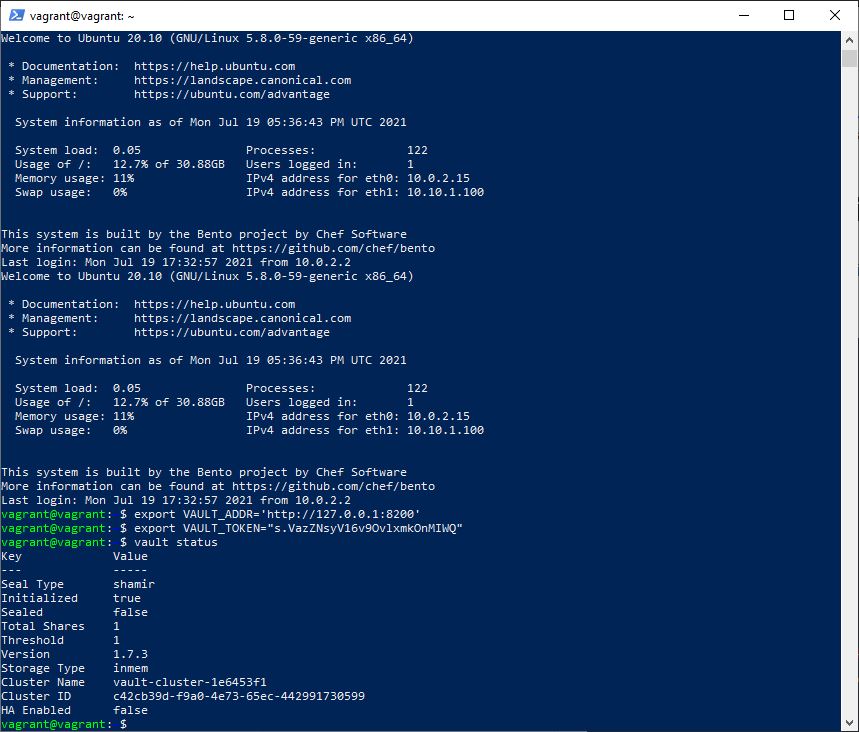 vagrant@vagrant: ~
Welcome to Ubuntu 20.10 (GNU/Linux 5.8.0-59-generic x86_64)
* Documentation:  https://help.ubuntu.com
* Management:     https://landscape.canonical.com
* Support:        https://ubuntu.com/advantage
System information as of Mon Jul 19 05:36:43 PM UTC 2021
System load:  0.05               Processes:             122
Usage of /:   12.7% of 30.88GB   Users logged in:       1
Memory usage: 11%                IPv4 address for eth0: 10.0.2.15
Swap usage:   0%                 IPv4 address for eth1: 10.10.1.100
This system is built by the Bento project by Chef Software
More information can be found at https://github.com/chef/bento
Last login: Mon Jul 19 17:32:57 2021 from 10.0.2.2
Welcome to Ubuntu 20.10 (GNU/Linux 5.8.0-59-generic x86_64)
* Documentation:  https://help.ubuntu.com
* Management:     https://landscape.canonical.com
* Support:        https://ubuntu.com/advantage
System information as of Mon Jul 19 05:36:43 PM UTC 2021
System load:  0.05               Processes:             122
Usage of /:   12.7% of 30.88GB   Users logged in:       1
Memory usage: 11%                IPv4 address for eth0: 10.0.2.15
Swap usage:   0%                 IPv4 address for eth1: 10.10.1.100
This system is built by the Bento project by Chef Software
More information can be found at https://github.com/chef/bento
Last login: Mon Jul 19 17:32:57 2021 from 10.0.2.2
vagrant@vagrant: $ export VAULT_ADDR='http://127.0.0.1:8200'
vagrant@vagrant: $ export VAULT_TOKEN="s.VazZNsyV16v9OvlxmkOnMIWQ"
vagrant@vagrant: $ vault status
Key             Value
---             -----
Seal Type       shamir
Initialized     true
Sealed          false
Total Shares    1
Threshold       1
Version         1.7.3
Storage Type    inmem
Cluster Name    vault-cluster-1e6453f1
Cluster ID      c42cb39d-f9a0-4e73-65ec-442991730599
HA Enabled      false
vagrant@vagrant: $